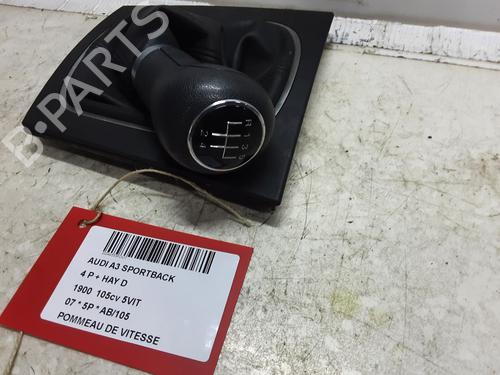 B-PARTS
R 1 3 5
2 4
AUDI A3 SPORTBACK
4 P + HAY D
1900 105cv 5VIT
07 * 5P * AB/105
POMMEAU DE VITESSE